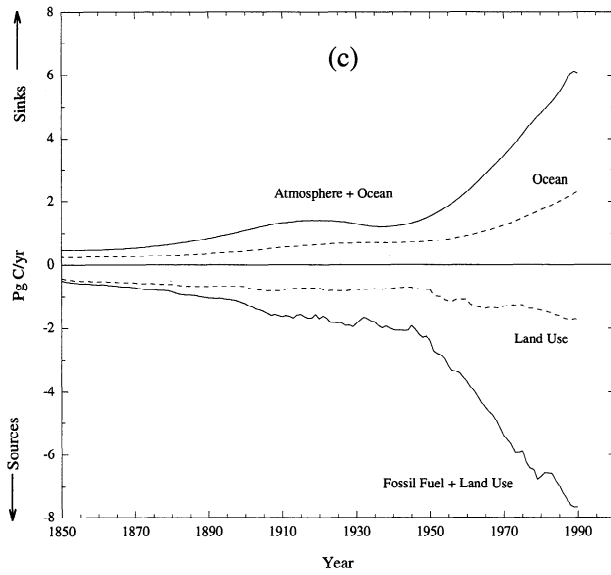 (c)
8
6
4
2
0
-2
-4
-6
-8
Sinks
Pg C/yr
Sources
Atmosphere + Ocean
Ocean
Land Use
Fossil Fuel + Land Use
1850
1870
1890
1910
1930
1950
1970
1990
Year